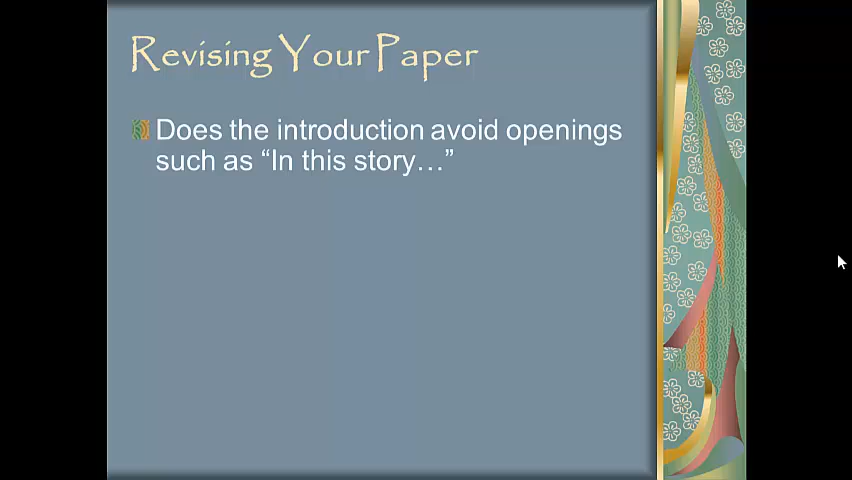 Revising Your Paper
Does the introduction avoid openings
such as “In this story…”